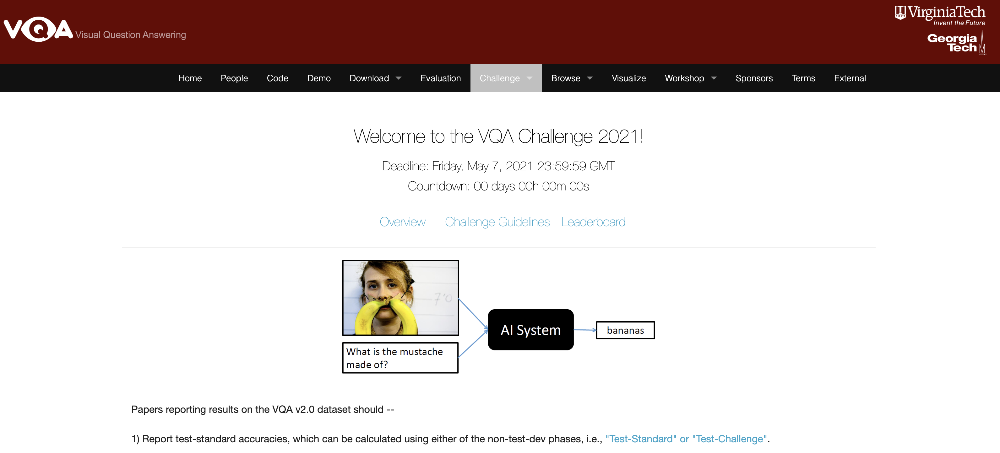 VQA Visual Question Answering
1872 VirginiaTech
Invent the Future
Georgia
Tech
Home People Code Demo Download Evaluation Challenge Browse Visualize Workshop Sponsors Terms External
Welcome to the VQA Challenge 2021!
Deadline: Friday, May 7, 2021 23:59:59 GMT
Countdown: 00 days 00h 00m 00s
Overview Challenge Guidelines Leaderboard
7'0
What is the mustache
made of?
AI System
bananas
Papers reporting results on the VQA v2.0 dataset should --
1) Report test-standard accuracies, which can be calculated using either of the non-test-dev phases, i.e., "Test-Standard" or "Test-Challenge".